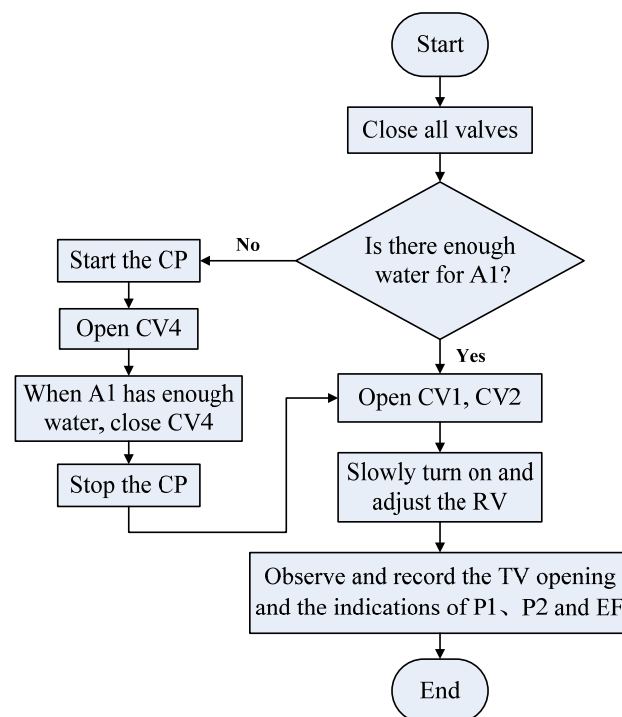 Start
Close all valves
Is there enough
water for A1?
No
Yes
Start the CP
Open CV4
When A1 has enough
water, close CV4
Stop the CP
Open CV1, CV2
Slowly turn on and
adjust the RV
Observe and record the TV opening
and the indications of P1、P2 and EF
End